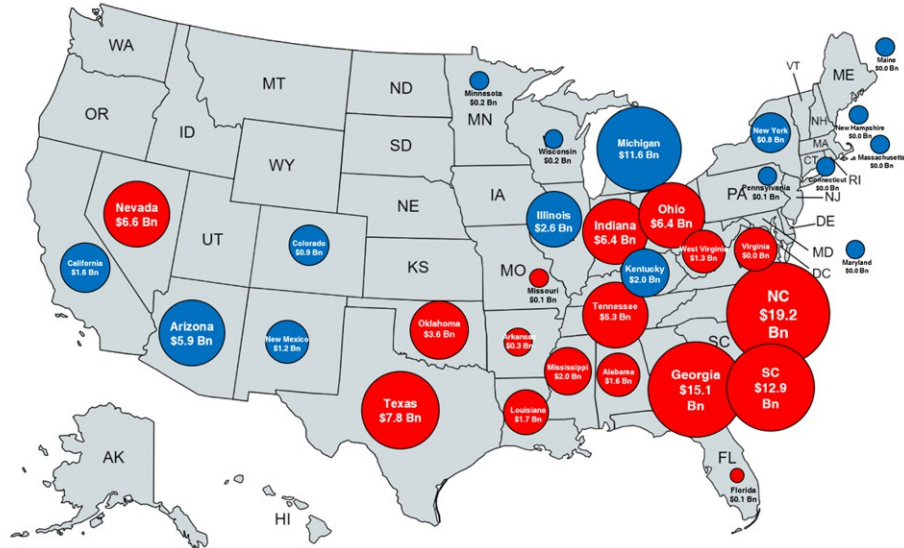 WA
OR
ID
MT
ND
SD
WY
NE
KS
UT
MN
IA
MO
Minnesota
$0.2 Bn
Wisconsin
$0.2 Bn
Michigan
$11.6 Bn
New York
$0.8 Bn
VT
ME
Maine
$0.0 Bn
NH
New Hampshire
$0.0 Bn
MA
Massachusetts
$0.0 Bn
CT
Connecticut
$0.0 Bn
RI
PA
Pennsylvania
$0.1 Bn
NJ
DE
MD
Maryland
$0.0 Bn
DC
Nevada
$6.6 Bn
California
$1.6 Bn
Colorado
$0.9 Bn
Illinois
$2.6 Bn
Indiana
$6.4 Bn
Ohio
$6.4 Bn
West Virginia
$1.3 Bn
Virginia
$0.0 Bn
Kentucky
$2.0 Bn
Missouri
$0.1 Bn
Arizona
$5.9 Bn
New Mexico
$1.2 Bn
Oklahoma
$3.6 Bn
Arkansas
$0.3 Bn
Tennessee
$5.3 Bn
NC
$19.2
Bn
SC
Texas
$7.8 Bn
Louisiana
$1.7 Bn
Mississippi
$2.0 Bn
Alabama
$1.6 Bn
Georgia
$15.1
Bn
SC
$12.9
Bn
FL
Florida
$0.1 Bn
AK
HI